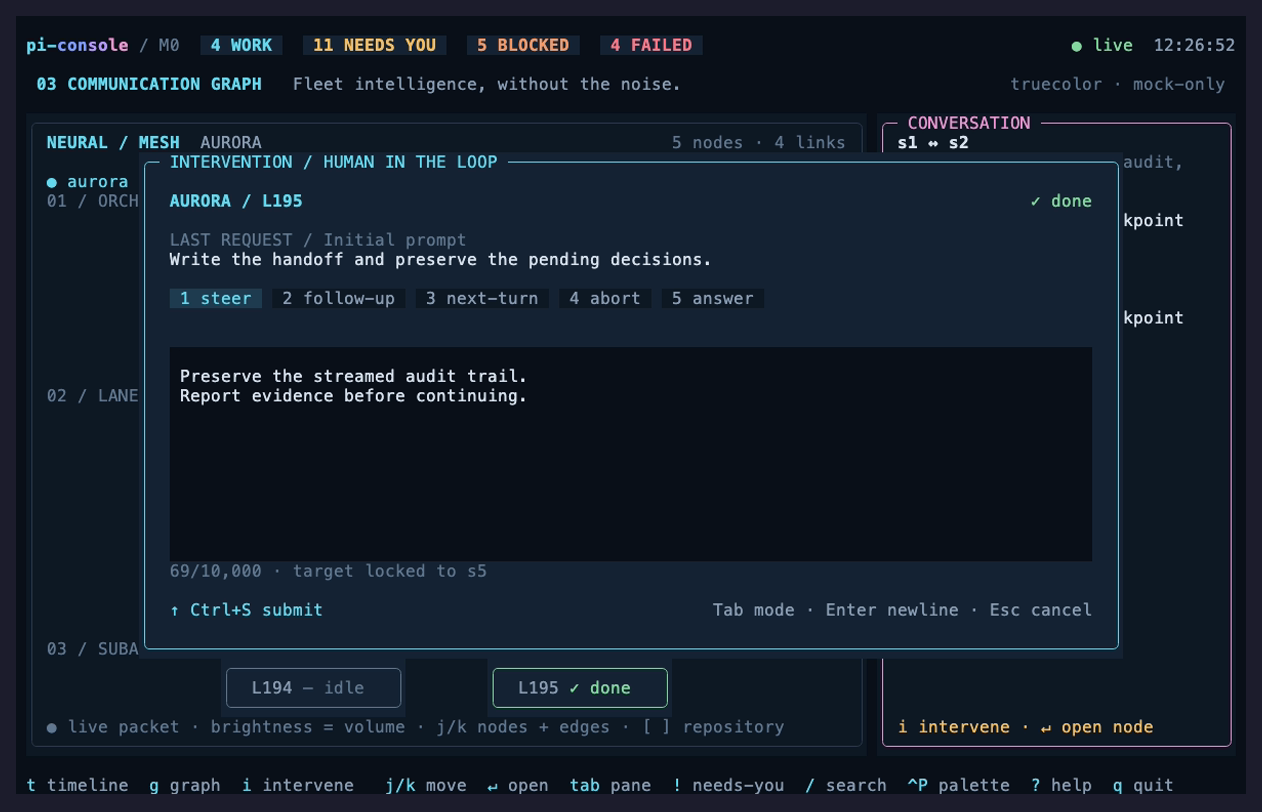 pi-console / M0 4 WORK 11 NEEDS YOU 5 BLOCKED 4 FAILED ● live 12:26:52
03 COMMUNICATION GRAPH Fleet intelligence, without the noise. truecolor · mock-only
CONVERSATION
NEURAL / MESH AURORA 5 nodes · 4 links s1 ↔ s2
INTERVENTION / HUMAN IN THE LOOP audit,
● aurora
01 / ORCH AURORA / L195 ✓ done
kpoint
LAST REQUEST / Initial prompt
Write the handoff and preserve the pending decisions.
1 steer 2 follow-up 3 next-turn 4 abort 5 answer
kpoint
Preserve the streamed audit trail.
02 / LANE Report evidence before continuing.
69/10,000 · target locked to s5
↑ Ctrl+S submit Tab mode · Enter newline · Esc cancel
03 / SUBA
L194 — idle L195 ✓ done
● live packet · brightness = volume · j/k nodes + edges · [ ] repository i intervene · ↵ open node
t timeline g graph i intervene j/k move ↵ open tab pane ! needs-you / search ^P palette ? help q quit